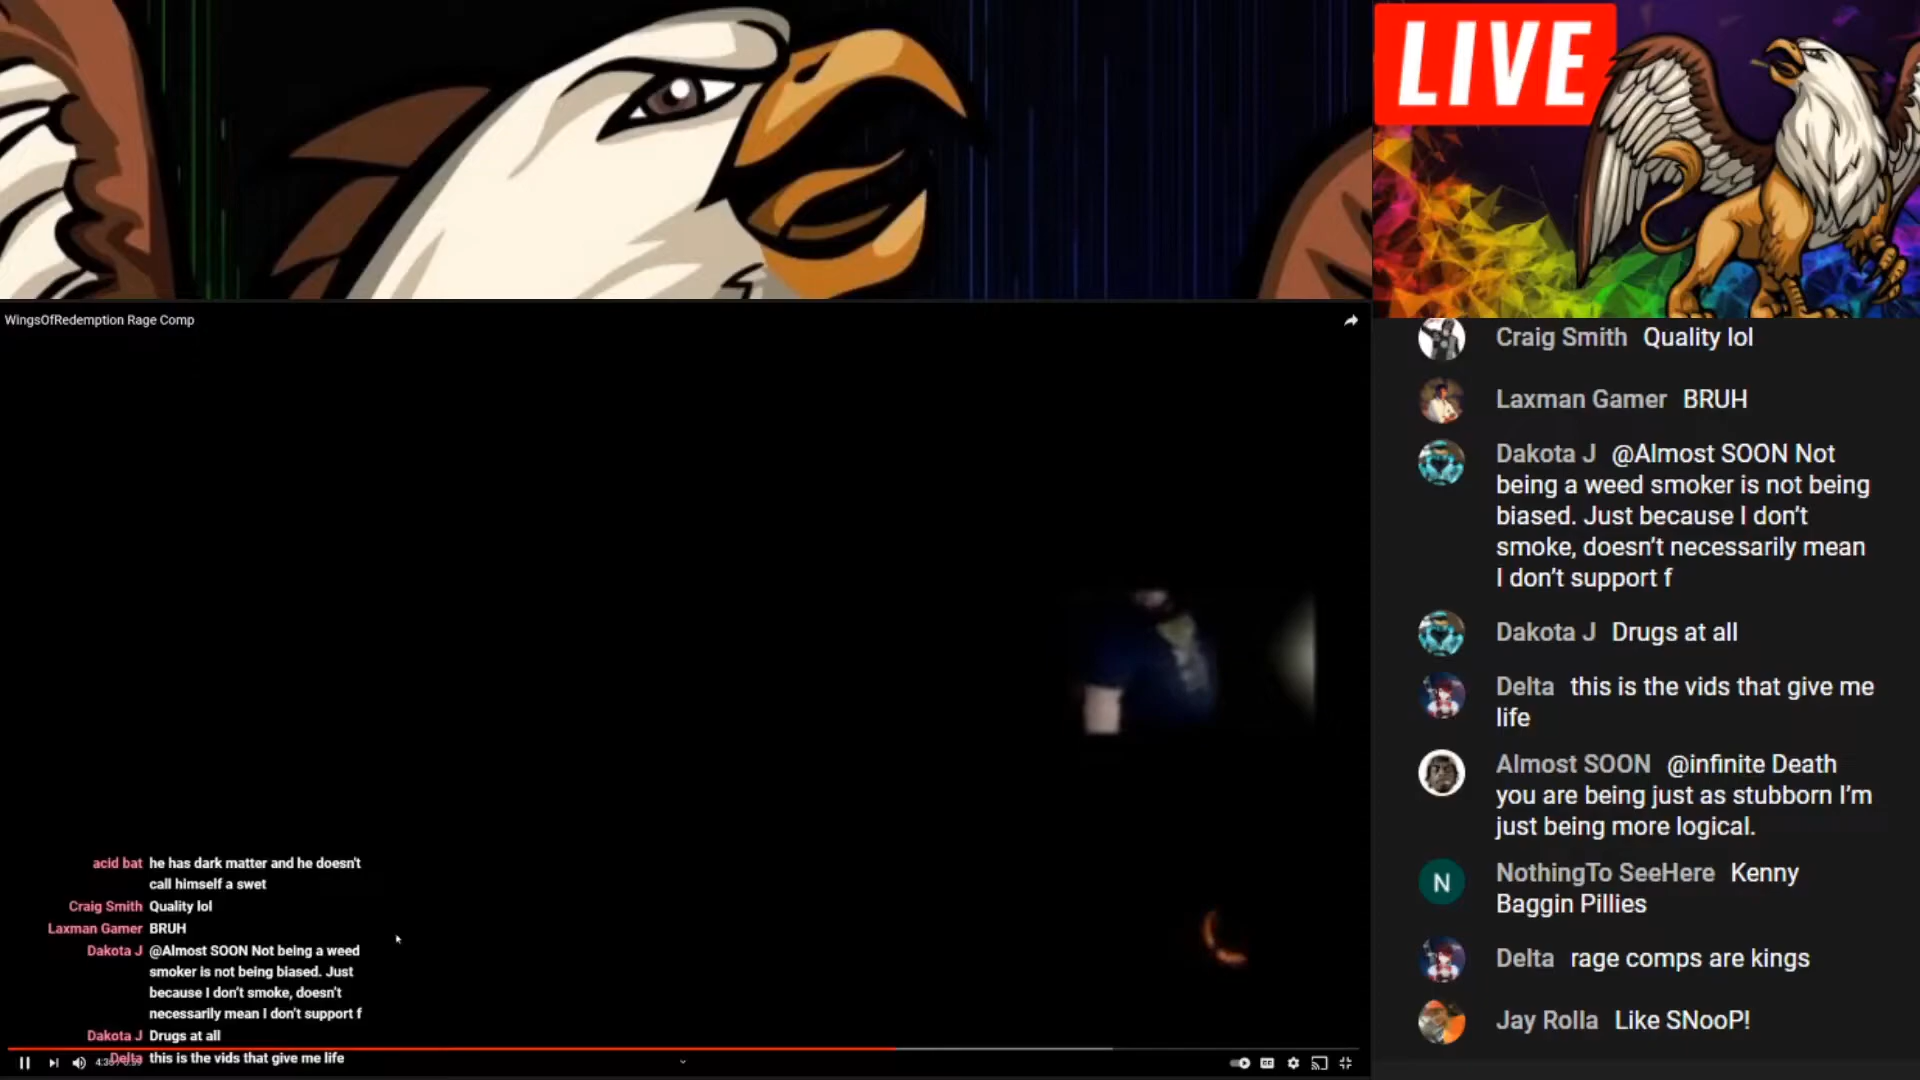 LIVE
WingsOfRedemption Rage Comp
acid bat he has dark matter and he doesn't
call himself a swet
Craig Smith Quality lol
Laxman Gamer BRUH
Dakota J @Almost SOON Not being a weed
smoker is not being biased. Just
because I don't smoke, doesn't
necessarily mean I don't support f
Dakota J Drugs at all
Delta this is the vids that give me life
Craig Smith Quality lol
Laxman Gamer BRUH
Dakota J @Almost SOON Not
being a weed smoker is not being
biased. Just because I don’t
smoke, doesn’t necessarily mean
I don’t support f
Dakota J Drugs at all
Delta this is the vids that give me
life
Almost SOON @infinite Death
you are being just as stubborn I’m
just being more logical.
N
NothingTo SeeHere Kenny
Baggin Pillies
Delta rage comps are kings
Jay Rolla Like SNooP!